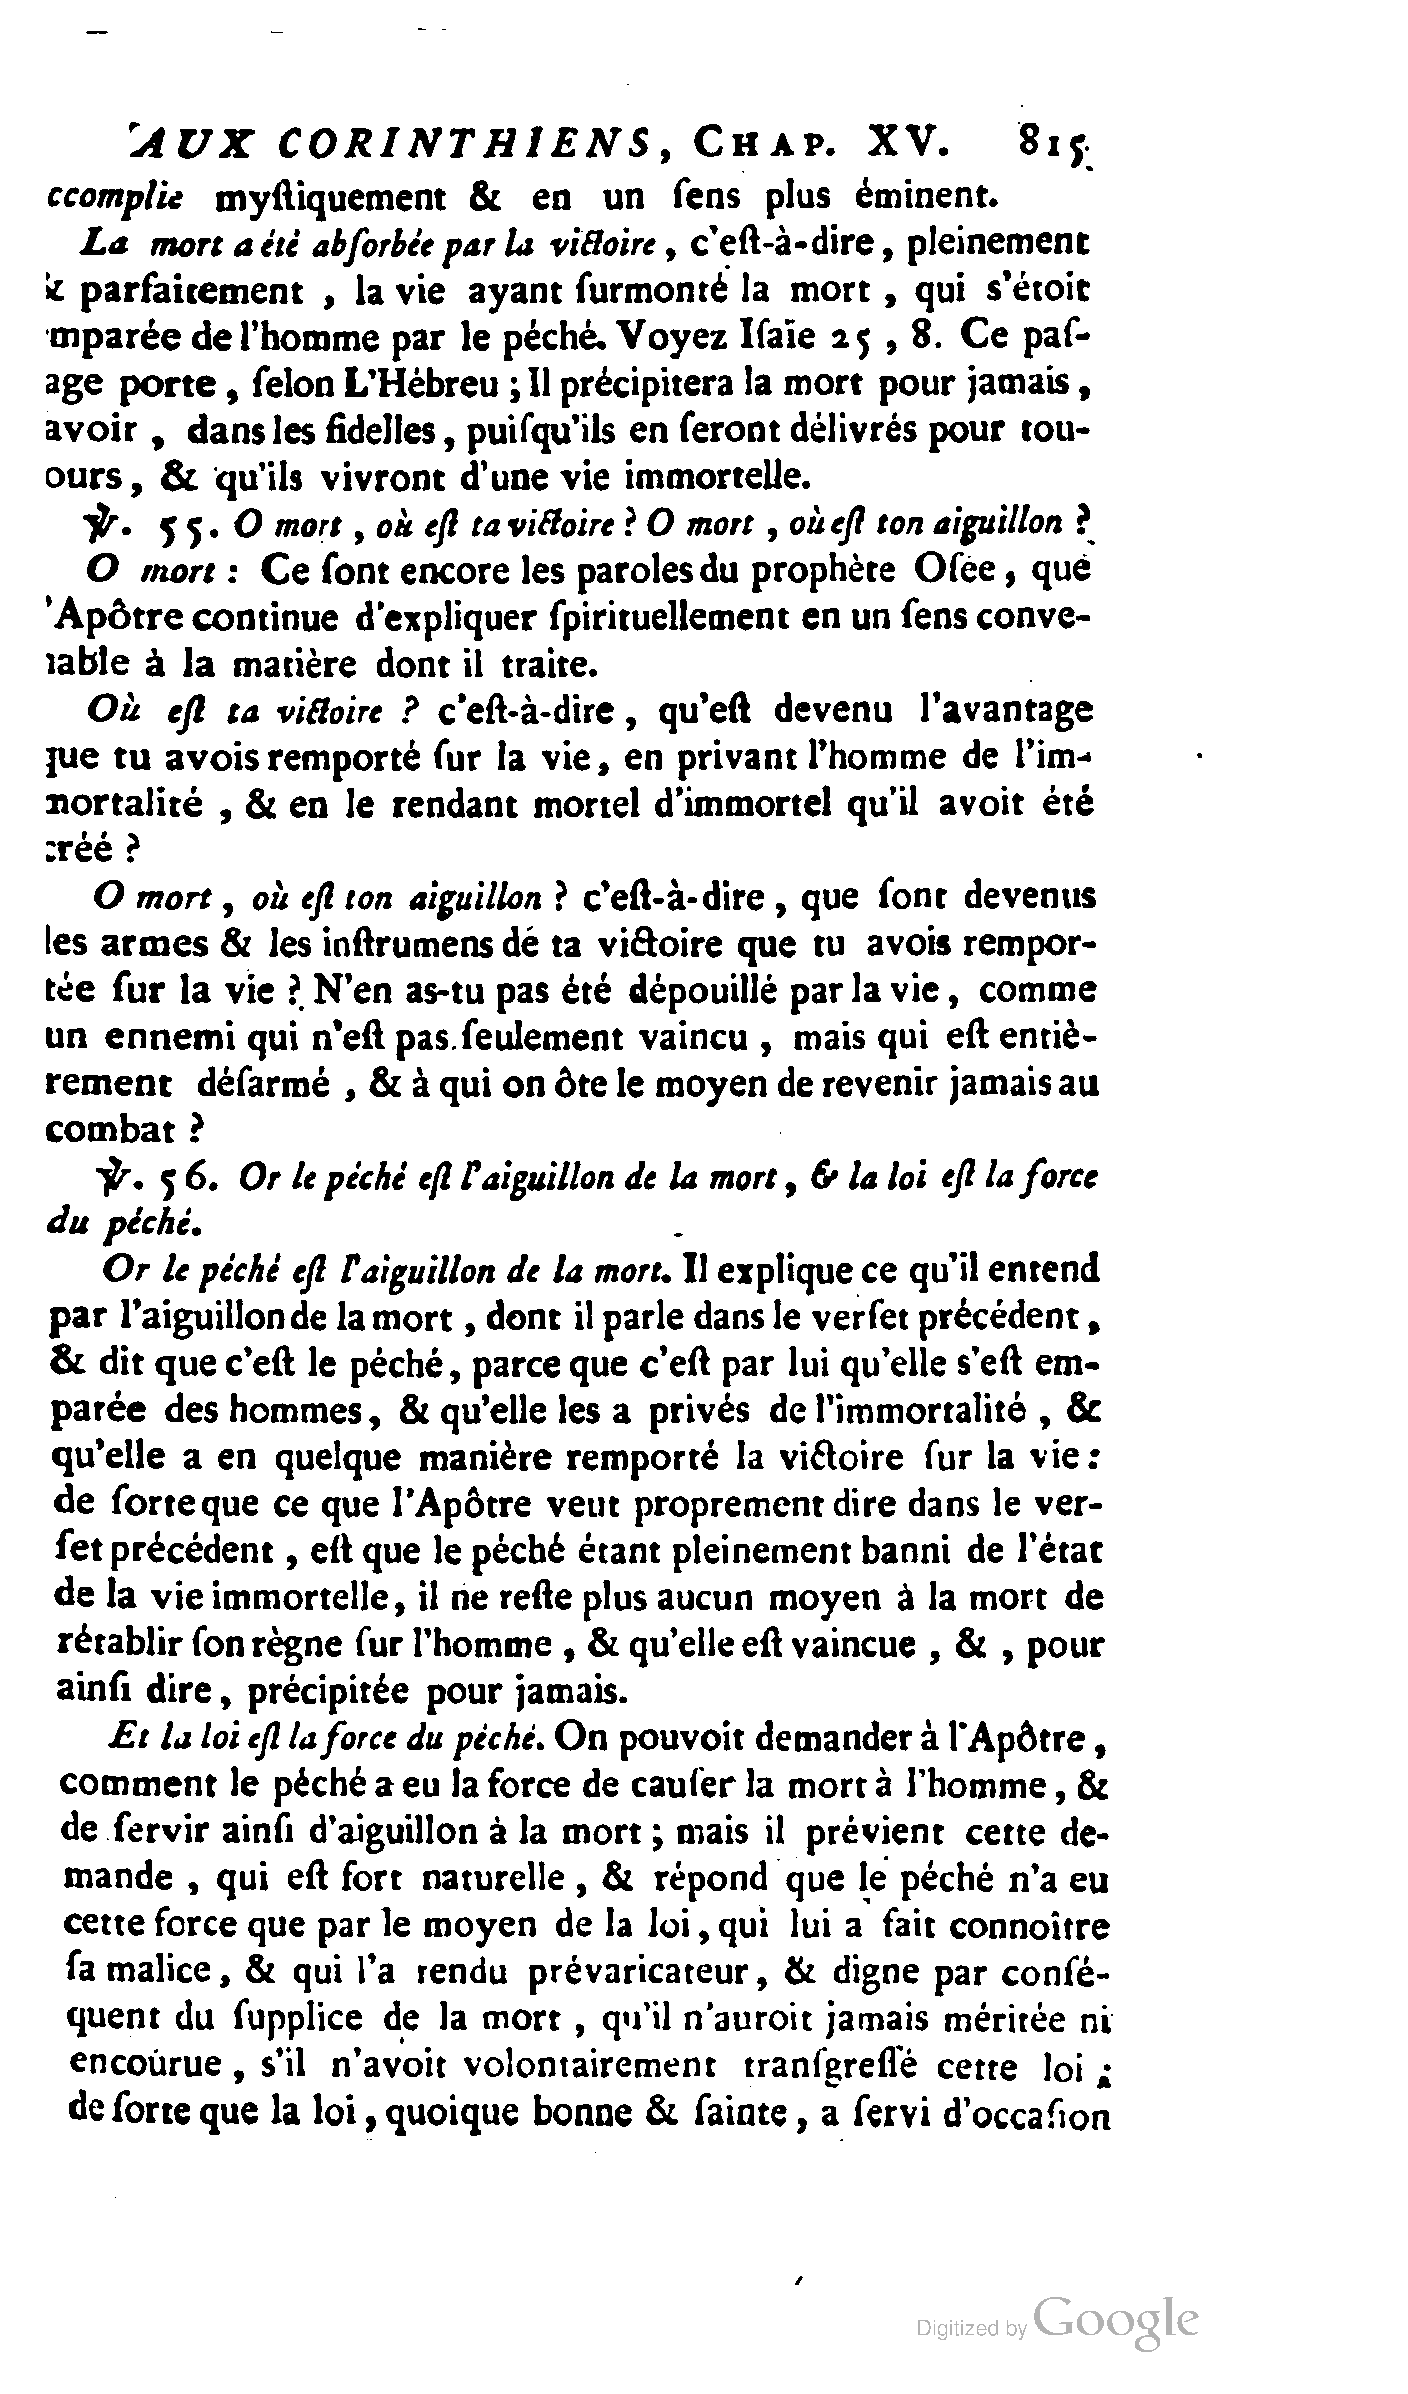 AUX CORINTHIENS, CHAP. XV. 815
ccomplie myſtiquement & en un ſens plus éminent.
La mort a été abſorbée par la victoire, c'eſt-à-dire, pleinement
& parfaitement, la vie ayant ſurmonté la mort, qui s'étoit
mparée de l'homme par le péché. Voyez Iſaïe 25, 8. Ce paſ-
age porte, ſelon L'Hébreu; Il précipitera la mort pour jamais,
avoir, dans les fidelles, puiſqu'ils en ſeront délivrés pour tou-
ours, & qu'ils vivront d'une vie immortelle.
℣. 55. O mort, où eſt ta victoire? O mort, où eſt ton aiguillon?
O mort: Ce ſont encore les paroles du prophète Oſée, que
'Apôtre continue d'expliquer ſpirituellement en un ſens conve-
nable à la matière dont il traite.
Où eſt ta victoire? c'eſt-à-dire, qu'eſt devenu l'avantage
que tu avois remporté ſur la vie, en privant l'homme de l'im-
mortalité, & en le rendant mortel d'immortel qu'il avoit été
créé?
O mort, où eſt ton aiguillon? c'eſt-à-dire, que ſont devenus
les armes & les inſtrumens dé ta victoire que tu avois rempor-
tée ſur la vie? N'en as-tu pas été dépouillé par la vie, comme
un ennemi qui n'eſt pas ſeulement vaincu, mais qui eſt entiè-
rement déſarmé, & à qui on ôte le moyen de revenir jamais au
combat?
℣. 56. Or le péché eſt l'aiguillon de la mort, & la loi eſt la force
du péché.
Or le péché eſt l'aiguillon de la mort. Il explique ce qu'il entend
par l'aiguillon de la mort, dont il parle dans le verſet précédent,
& dit que c'eſt le péché, parce que c'eſt par lui qu'elle s'eſt em-
parée des hommes, & qu'elle les a privés de l'immortalité, &
qu'elle a en quelque manière remporté la victoire ſur la vie:
de ſorte que ce que l'Apôtre veut proprement dire dans le ver-
ſet précédent, eſt que le péché étant pleinement banni de l'état
de la vie immortelle, il ne reſte plus aucun moyen à la mort de
rétablir ſon règne ſur l'homme, & qu'elle eſt vaincue, &, pour
ainſi dire, précipitée pour jamais.
Et la loi eſt la force du péché. On pouvoit demander à l'Apôtre,
comment le péché a eu la force de cauſer la mort à l'homme, &
de ſervir ainſi d'aiguillon à la mort; mais il prévient cette de-
mande, qui eſt fort naturelle, & répond que le péché n'a eu
cette force que par le moyen de la loi, qui lui a fait connoître
ſa malice, & qui l'a rendu prévaricateur, & digne par conſé-
quent du ſupplice de la mort, qu'il n'auroit jamais méritée ni
encourue, s'il n'avoit volontairement tranſgreſſé cette loi;
de ſorte que la loi, quoique bonne & ſainte, a ſervi d'occaſion
Digitized by Google